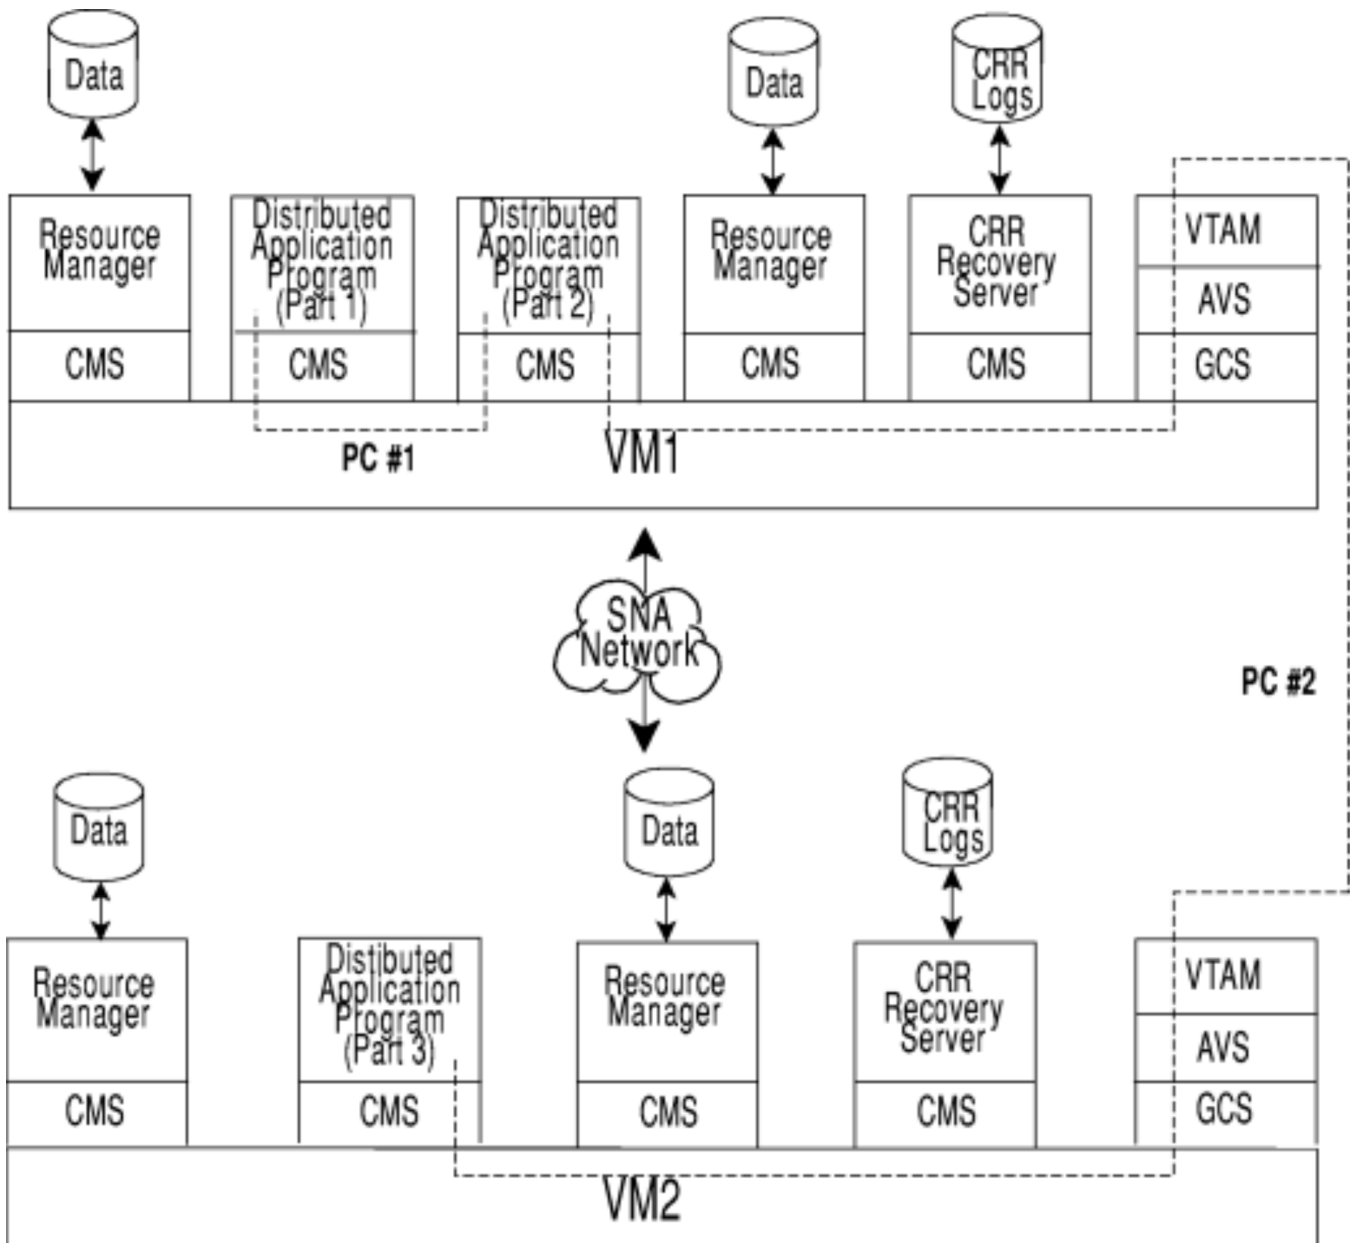 Data
Data
CRR
Logs
Resource
Manager
CMS
Distributed
Application
Program
(Part 1)
CMS
Distributed
Application
Program
(Part 2)
CMS
Resource
Manager
CMS
CRR
Recovery
Server
CMS
VTAM
AVS
GCS
PC #1
VM1
SNA
Network
PC #2
Data
Data
CRR
Logs
Resource
Manager
CMS
Distibuted
Application
Program
(Part 3)
CMS
Resource
Manager
CMS
CRR
Recovery
Server
CMS
VTAM
AVS
GCS
VM2